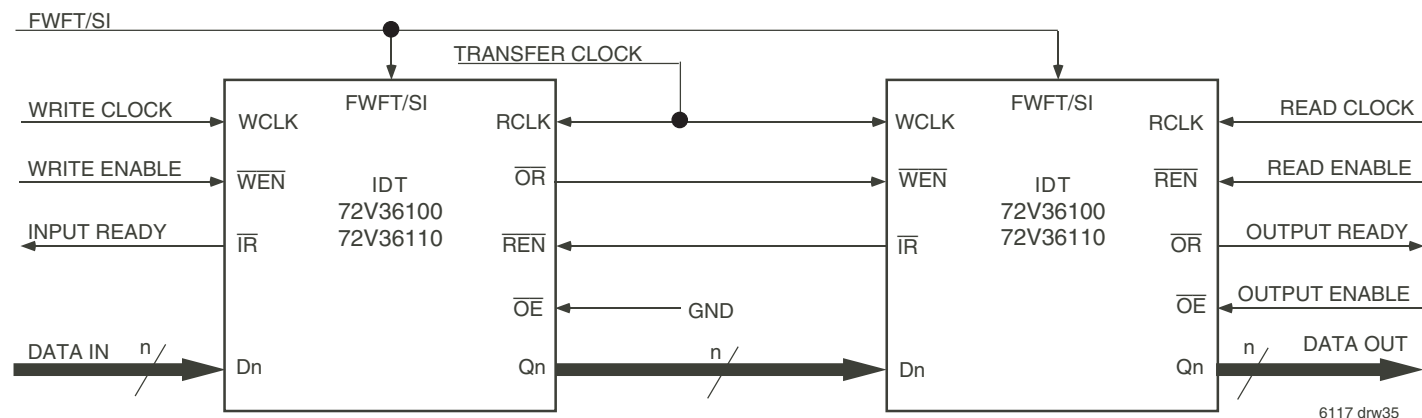 FWFT/SI
TRANSFER CLOCK
FWFT/SI
FWFT/SI
WRITE CLOCK
WCLK
RCLK
WCLK
RCLK
READ CLOCK
WRITE ENABLE
WEN
IDT
OR
WEN
IDT
REN
READ ENABLE
72V36100
72V36100
INPUT READY
IR
72V36110
REN
IR
72V36110
OR
OUTPUT READY
OE
GND
OE
OUTPUT ENABLE
DATA IN
n
Dn
Qn
n
Dn
Qn
n
DATA OUT
6117 drw35